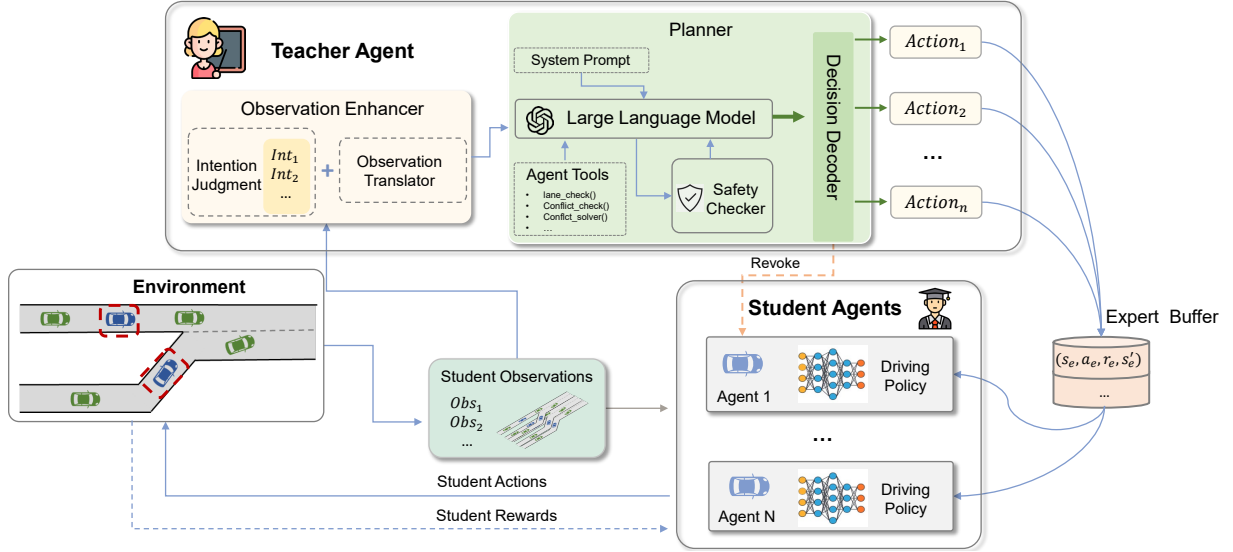 Teacher Agent
Observation Enhancer
Intention
Judgment
Int₁
Int₂
...
+
Observation
Translator
Planner
System Prompt
Large Language Model
Agent Tools
• lane_check()
• Conflict_check()
• Conflct_solver()
• ...
Safety
Checker
Decision Decoder
Action₁
Action₂
...
Actionₙ
Revoke
Environment
Student Observations
Obs₁
Obs₂
...
Student Agents
Agent 1
Driving
Policy
...
Agent N
Driving
Policy
Expert Buffer
(sₑ, aₑ, rₑ, sₑ′)
...
Student Actions
Student Rewards